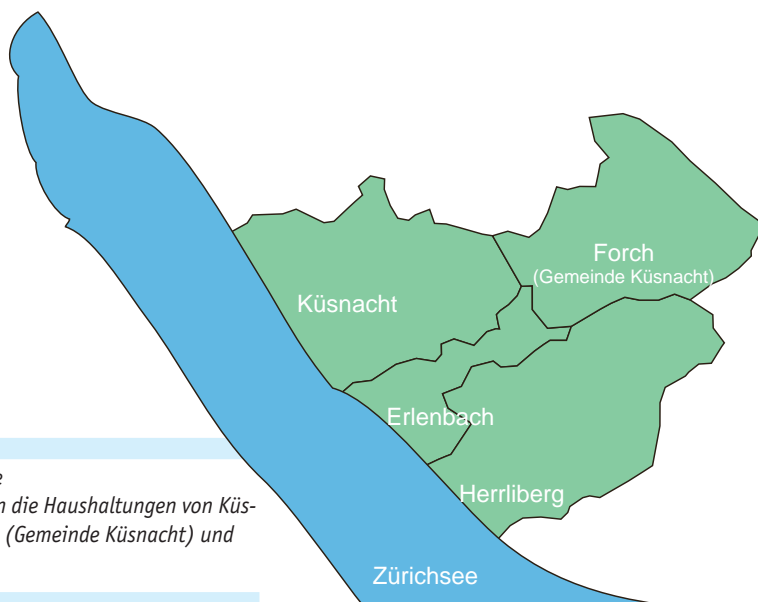 Forch
(Gemeinde Küsnacht)
Küsnacht
Erlenbach
Herrliberg
die Haushaltungen von Küs-
(Gemeinde Küsnacht) und
Zürichsee